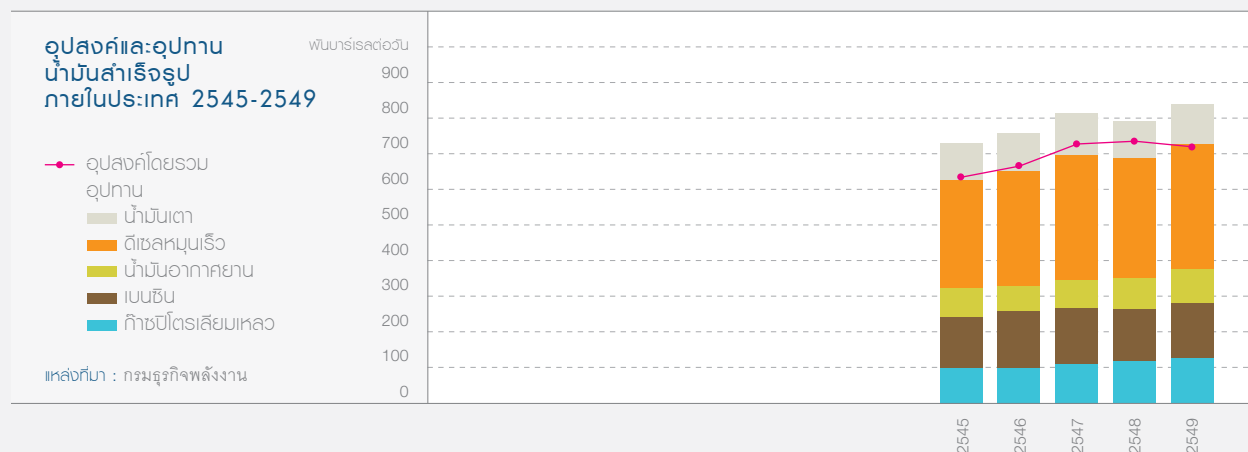 อุปสงค์และอุปทาน
น้ำมันสำเร็จรูป
ภายในประเทศ 2545-2549
พันบาร์เรลต่อวัน
900
800
700
600
500
400
300
200
100
0
อุปสงค์โดยรวม
อุปทาน
น้ำมันเตา
ดีเซลหมุนเร็ว
น้ำมันอากาศยาน
เบนซิน
ก๊าซปิโตรเลียมเหลว
แหล่งที่มา : กรมธุรกิจพลังงาน
2545
2546
2547
2548
2549